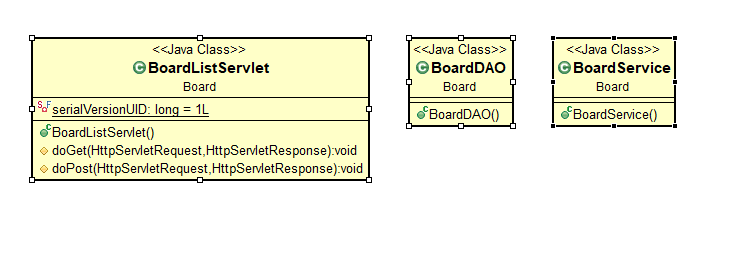 <<Java Class>>
BoardListServlet
Board
serialVersionUID: long = 1L
BoardListServlet()
doGet(HttpServletRequest,HttpServletResponse):void
doPost(HttpServletRequest,HttpServletResponse):void
<<Java Class>>
BoardDAO
Board
BoardDAO()
<<Java Class>>
BoardService
Board
BoardService()